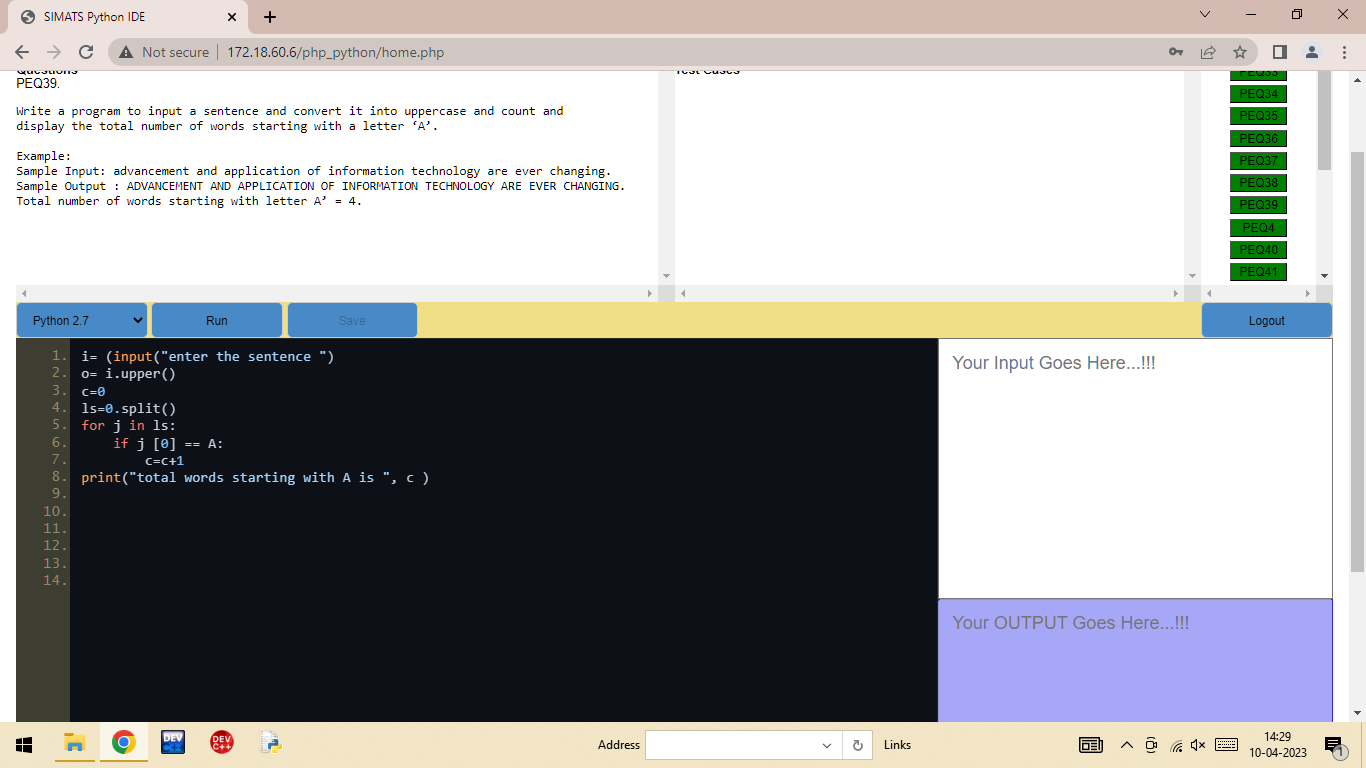 SIMATS Python IDE
Not secure | 172.18.60.6/php_python/home.php
Questions
PEQ39.
Write a program to input a sentence and convert it into uppercase and count and
display the total number of words starting with a letter ‘A’.
Example:
Sample Input: advancement and application of information technology are ever changing.
Sample Output : ADVANCEMENT AND APPLICATION OF INFORMATION TECHNOLOGY ARE EVER CHANGING.
Total number of words starting with letter A’ = 4.
Test Cases
PEQ33
PEQ34
PEQ35
PEQ36
PEQ37
PEQ38
PEQ39
PEQ4
PEQ40
PEQ41
Python 2.7
Run
Save
Logout
1. i= (input("enter the sentence ")
2. o= i.upper()
3. c=0
4. ls=0.split()
5. for j in ls:
6.     if j [0] == A:
7.         c=c+1
8. print("total words starting with A is ", c )
9.
10.
11.
12.
13.
14.
Your Input Goes Here...!!!
Your OUTPUT Goes Here...!!!
DEV C++
DEV C++
Address
Links
14:29
10-04-2023
1